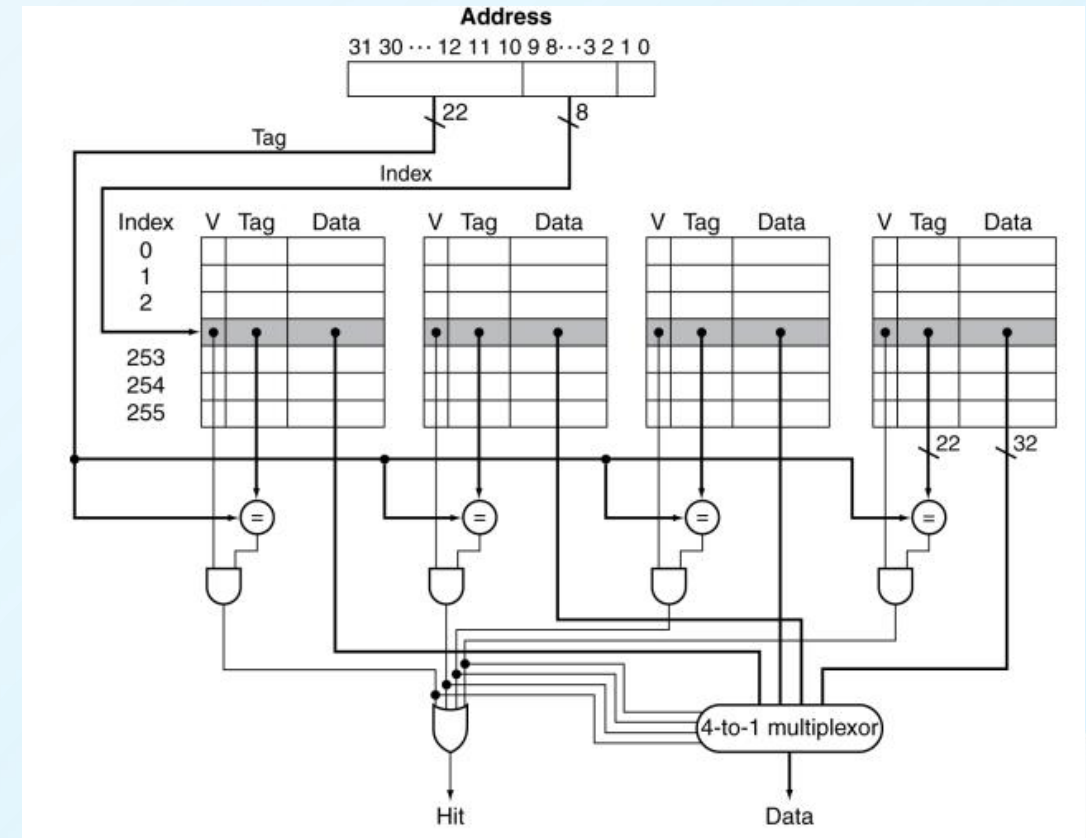 Address
31 30 ··· 12 11 10 9 8 ··· 3 2 1 0
22
8
Tag
Index
Index V Tag Data V Tag Data V Tag Data V Tag Data
0
1
2
253
254
255
22
32
= = = =
4-to-1 multiplexor
Hit
Data